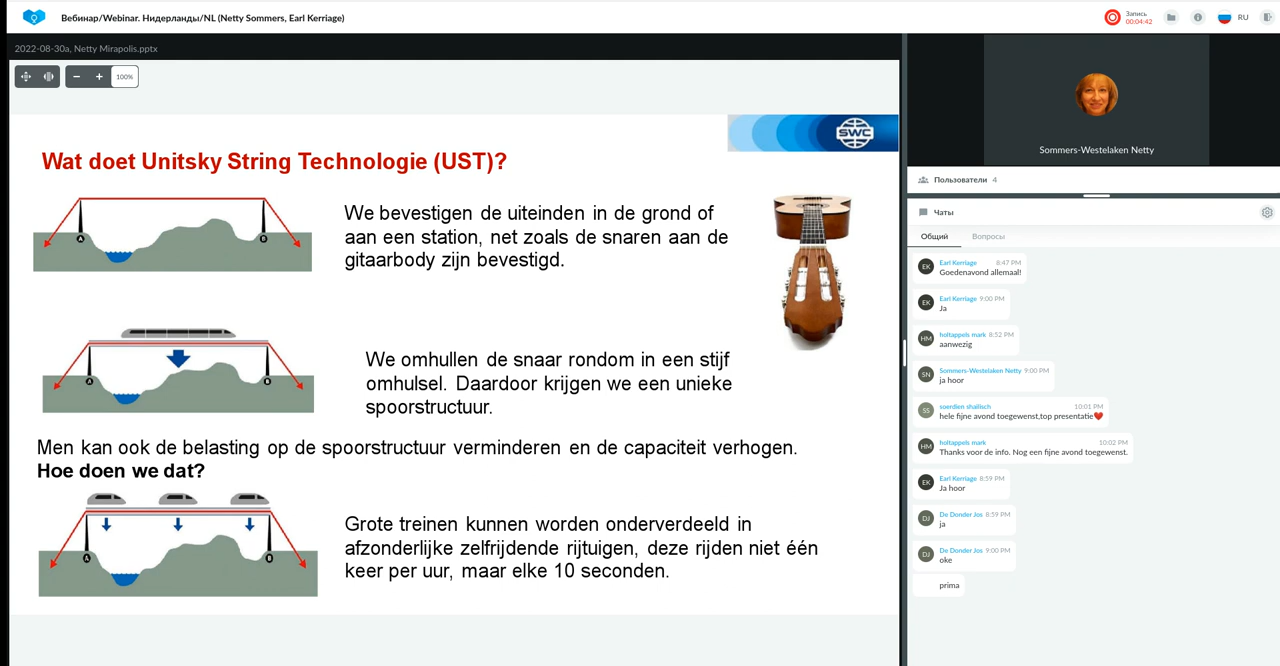 Вебинар/Webinar. Нидерланды/NL (Netty Sommers, Earl Kerriage)
Запись
00:04:42
RU
2022-08-30a, Netty Mirapolis.pptx
100%
SWC
Wat doet Unitsky String Technologie (UST)?
A
B
We bevestigen de uiteinden in de grond of
aan een station, net zoals de snaren aan de
gitaarbody zijn bevestigd.
A
B
We omhullen de snaar rondom in een stijf
omhulsel. Daardoor krijgen we een unieke
spoorstructuur.
Men kan ook de belasting op de spoorstructuur verminderen en de capaciteit verhogen.
Hoe doen we dat?
A
B
Grote treinen kunnen worden onderverdeeld in
afzonderlijke zelfrijdende rijtuigen, deze rijden niet één
keer per uur, maar elke 10 seconden.
Sommers-Westelaken Netty
Пользователи 4
Чаты
Общий Вопросы
EK Earl Kerriage 8:47 PM
Goedenavond allemaal!
EK Earl Kerriage 9:00 PM
Ja
HM holtappels mark 8:52 PM
aanwezig
SN Sommers-Westelaken Netty 9:00 PM
ja hoor
SS soerdien shailisch 10:01 PM
hele fijne avond toegewenst,top presentatie❤️
HM holtappels mark 10:02 PM
Thanks voor de info. Nog een fijne avond toegewenst.
EK Earl Kerriage 8:59 PM
Ja hoor
DJ De Donder Jos 8:59 PM
ja
DJ De Donder Jos 9:00 PM
oke
prima